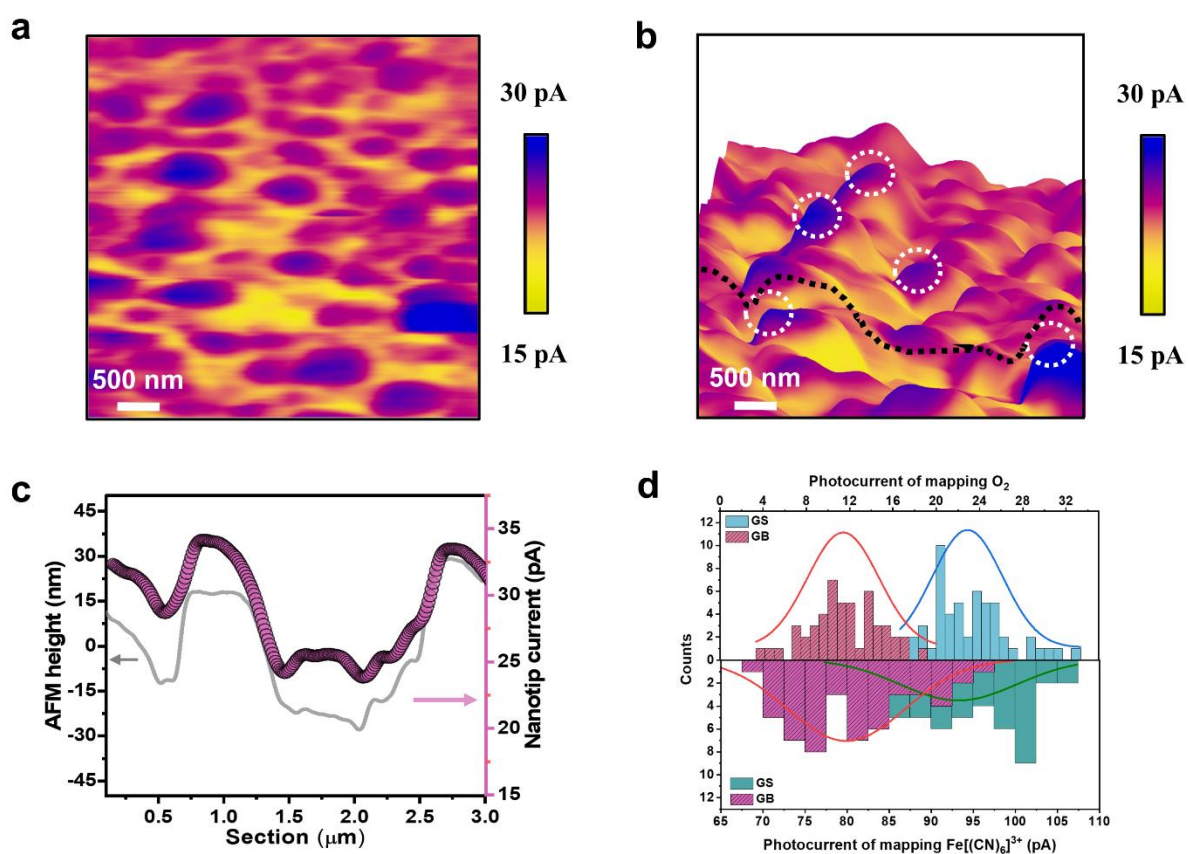 a
30 pA
15 pA
500 nm
b
30 pA
15 pA
500 nm
c
AFM height (nm)
45
30
15
0
-15
-30
-45
0.5 1.0 1.5 2.0 2.5 3.0
Section (μm)
35
30
25
20
15
Nanotip current (pA)
d
Photocurrent of mapping O₂
0 4 8 12 16 20 24 28 32
GS
GB
Counts
12
10
8
6
4
2
0
2
4
6
8
10
12
GS
GB
65 70 75 80 85 90 95 100 105 110
Photocurrent of mapping Fe[(CN)₆]³⁺ (pA)